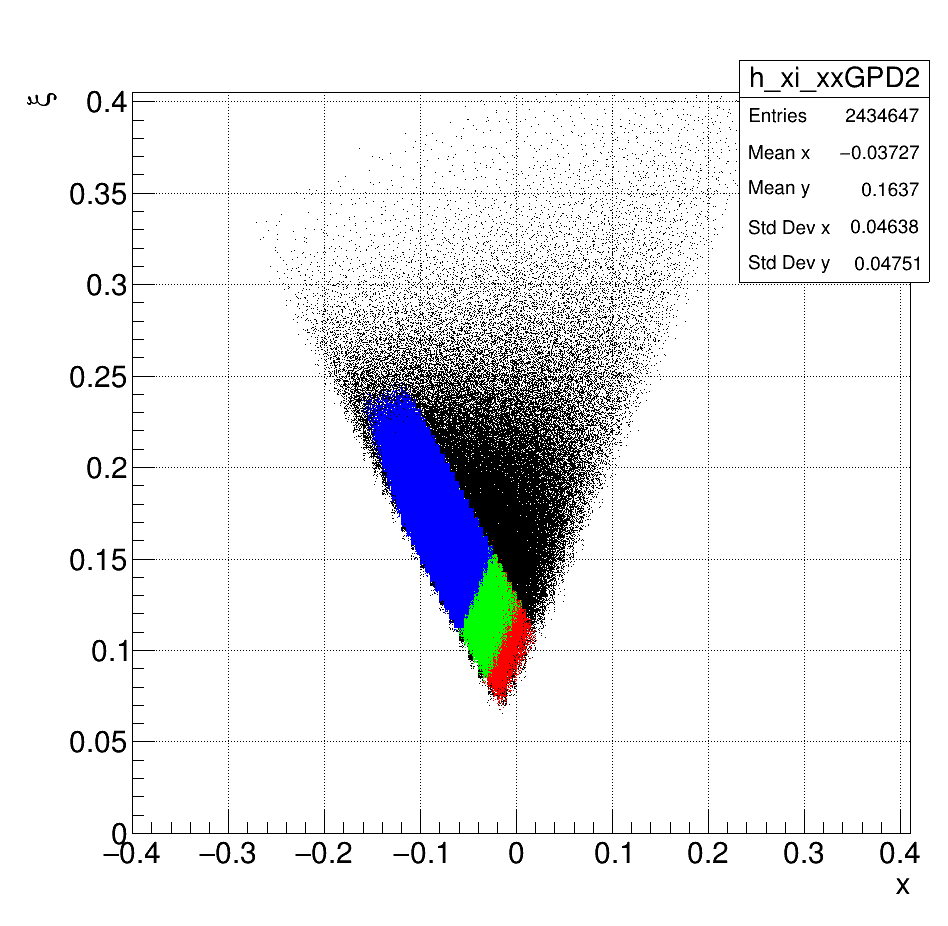 h_xi_xxGPD2
Entries 2434647
Mean x −0.03727
Mean y 0.1637
Std Dev x 0.04638
Std Dev y 0.04751
ξ
0.4
0.35
0.3
0.25
0.2
0.15
0.1
0.05
0
−0.4 −0.3 −0.2 −0.1 0 0.1 0.2 0.3 0.4
x